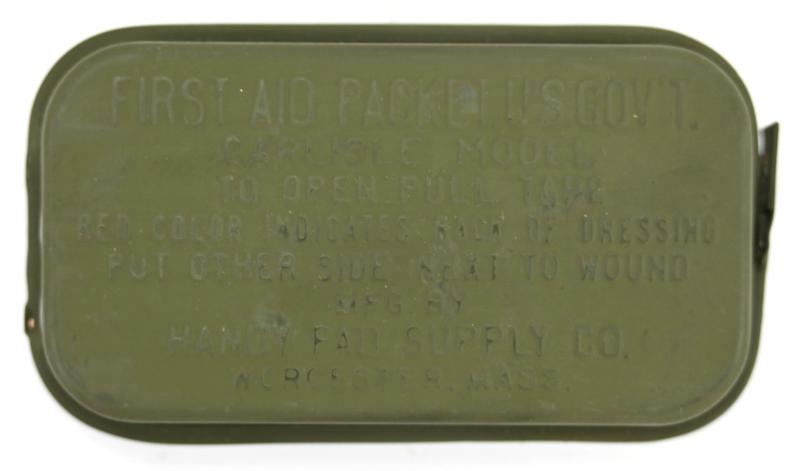 FIRST AID PACKET U.S. GOV'T.
CARLISLE MODEL
TO OPEN PULL TAPE
RED COLOR INDICATES BACK OF DRESSING
PUT OTHER SIDE NEXT TO WOUND
MFG. BY
HANDY PAD SUPPLY CO.
WORCESTER, MASS.